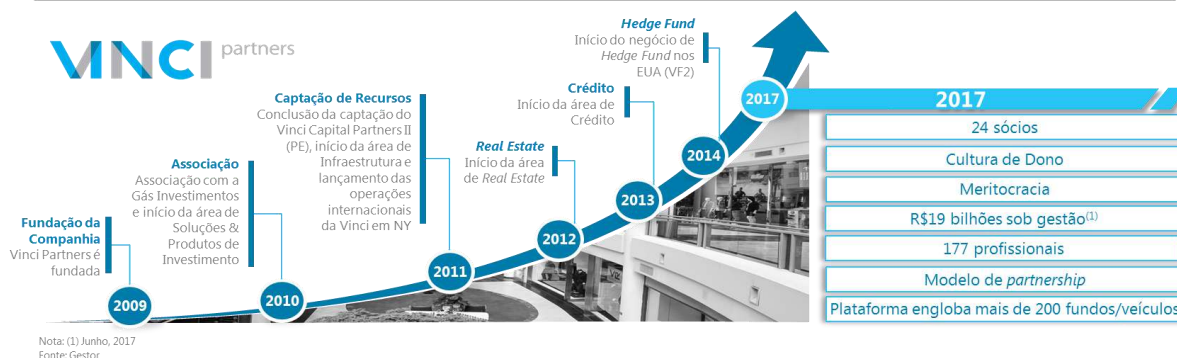 VINCI partners
Fundação da
Companhia
Vinci Partners é
fundada
2009
Associação
Associação com a
Gás Investimentos
e início da área de
Soluções &
Produtos de
Investimento
2010
Captação de Recursos
Conclusão da captação do
Vinci Capital Partners II
(PE), início da área de
Infraestrutura e
lançamento das
operações
internacionais
da Vinci em NY
2011
Real Estate
Início da área
de Real Estate
2012
Crédito
Início da área de
Crédito
2013
Hedge Fund
Início do negócio de
Hedge Fund nos
EUA (VF2)
2014
2017
2017
24 sócios
Cultura de Dono
Meritocracia
R$19 bilhões sob gestão(1)
177 profissionais
Modelo de partnership
Plataforma engloba mais de 200 fundos/veículos
Nota: (1) Junho, 2017
Fonte: Gestor